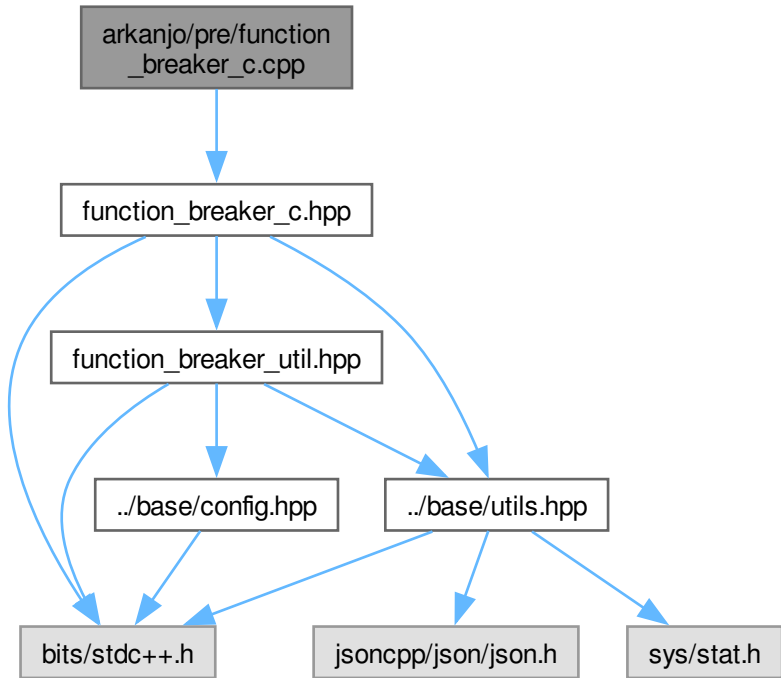 arkanjo/pre/function
_breaker_c.cpp
function_breaker_c.hpp
function_breaker_util.hpp
../base/config.hpp
../base/utils.hpp
bits/stdc++.h
jsoncpp/json/json.h
sys/stat.h